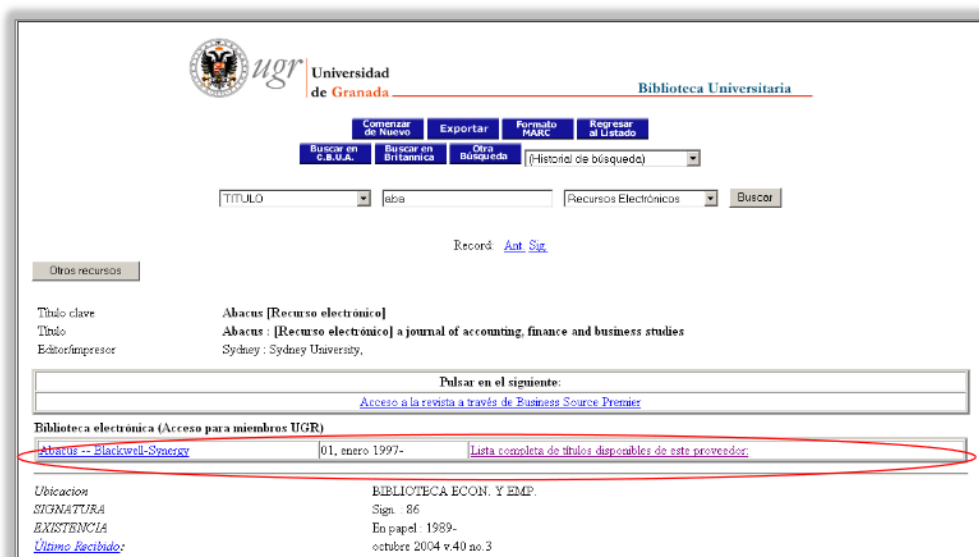 ugr Universidad
de Granada
Biblioteca Universitaria
Comenzar de Nuevo Exportar Formato MARC Regresar al Listado
Buscar en C.B.U.A. Buscar en Britannica Otra Búsqueda (Historial de búsqueda)
TITULO aba Recursos Electrónicos Buscar
Record: Ant. Sig.
Otros recursos
Título clave Abacus [Recurso electrónico]
Título Abacus : [Recurso electrónico] a journal of accounting, finance and business studies
Editor/impresor Sydney : Sydney University,
Pulsar en el siguiente:
Acceso a la revista a través de Business Source Premier
Biblioteca electrónica (Acceso para miembros UGR)
Abacus -- Blackwell-Synergy 01, enero 1997- Lista completa de títulos disponibles de este proveedor:
Ubicacion BIBLIOTECA ECON. Y EMP.
SIGNATURA Sign. : 86
EXISTENCIA En papel : 1989-
Último Recibido: octubre 2004 v.40 no.3